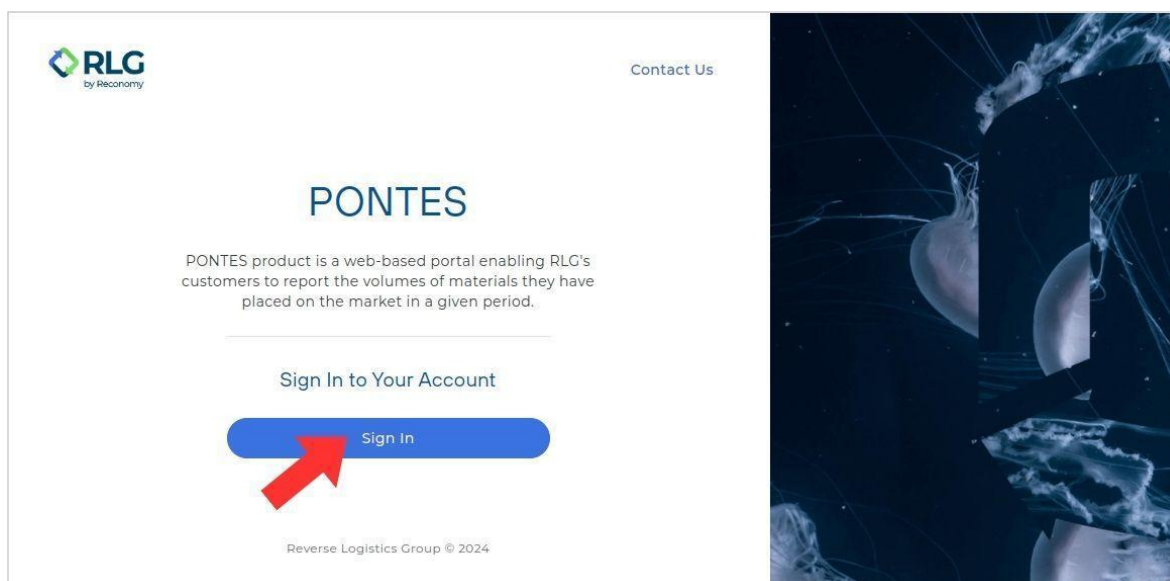 RLG
by Reconomy
Contact Us
PONTES
PONTES product is a web-based portal enabling RLG's
customers to report the volumes of materials they have
placed on the market in a given period.
Sign In to Your Account
Sign In
Reverse Logistics Group © 2024